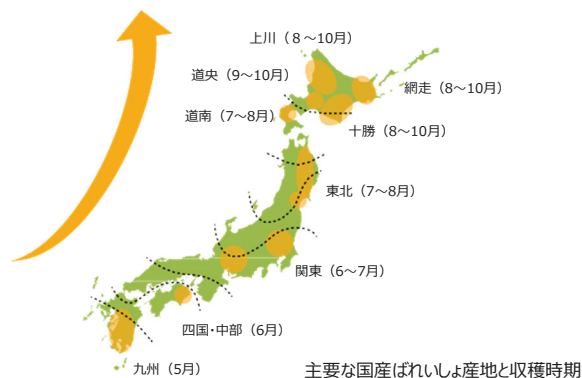 上川（8～10月）
道央（9～10月）
網走（8～10月）
道南（7～8月）
十勝（8～10月）
東北（7～8月）
関東（6～7月）
四国・中部（6月）
九州（5月）
主要な国産ばれいしょ産地と収穫時期